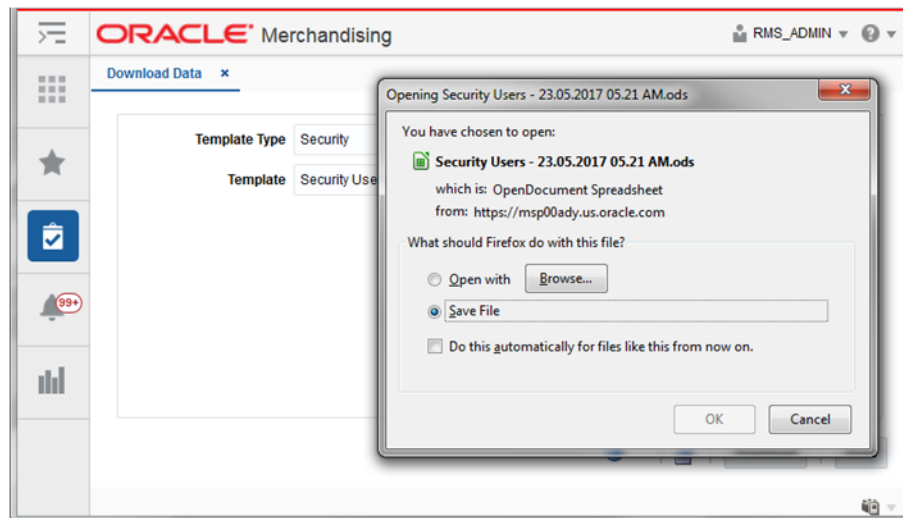 ORACLE Merchandising
RMS_ADMIN
?
Download Data ×
Template Type Security
Template Security Use
99+
Opening Security Users - 23.05.2017 05.21 AM.ods
x
You have chosen to open:
Security Users - 23.05.2017 05.21 AM.ods
which is: OpenDocument Spreadsheet
from: https://msp00ady.us.oracle.com
What should Firefox do with this file?
Open with Browse...
Save File
Do this automatically for files like this from now on.
OK Cancel